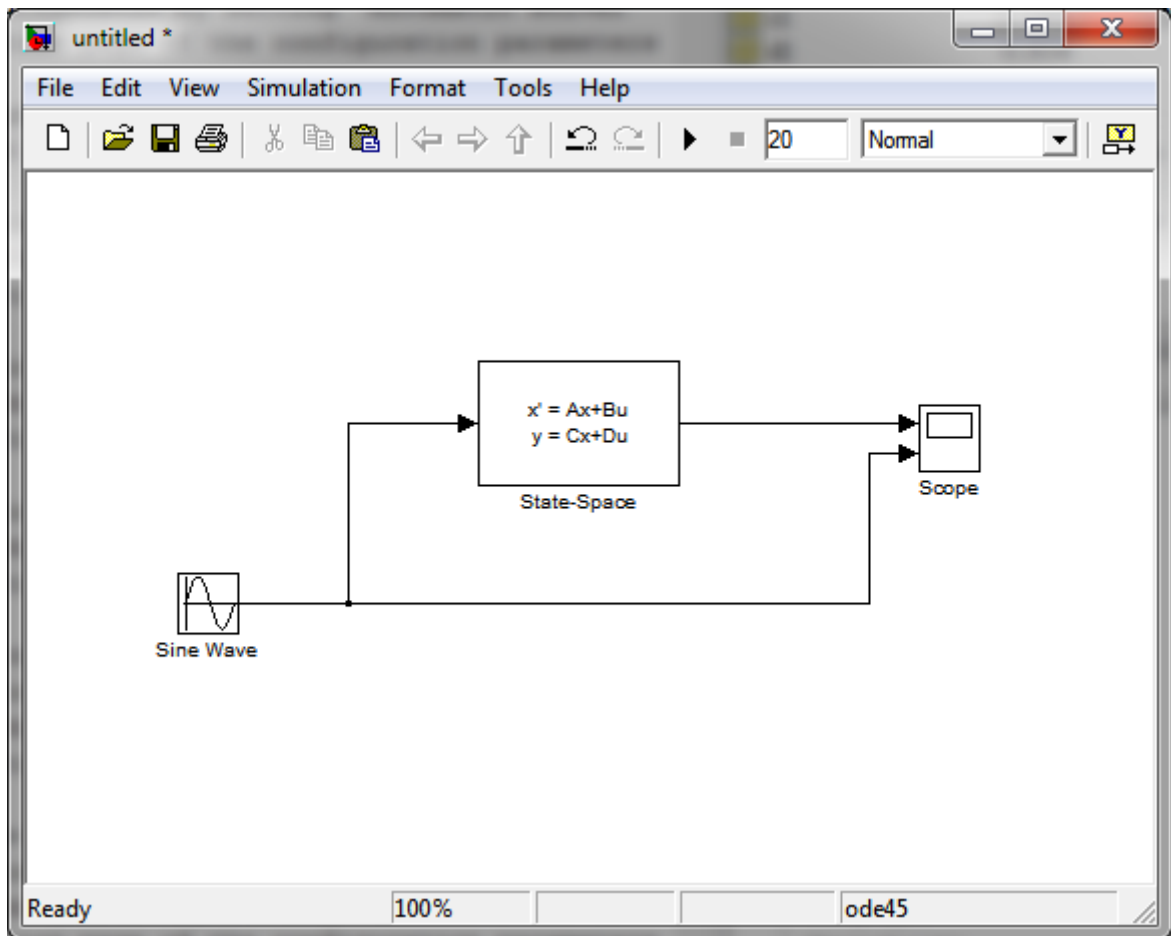 untitled *
File Edit View Simulation Format Tools Help
20 Normal
x' = Ax+Bu
y = Cx+Du
State-Space
Scope
Sine Wave
Ready 100% ode45